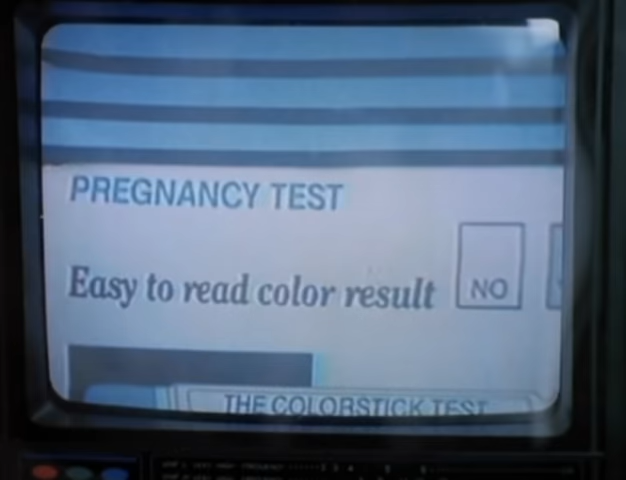 PREGNANCY TEST
Easy to read color result
NO
THE COLORSTICK TEST